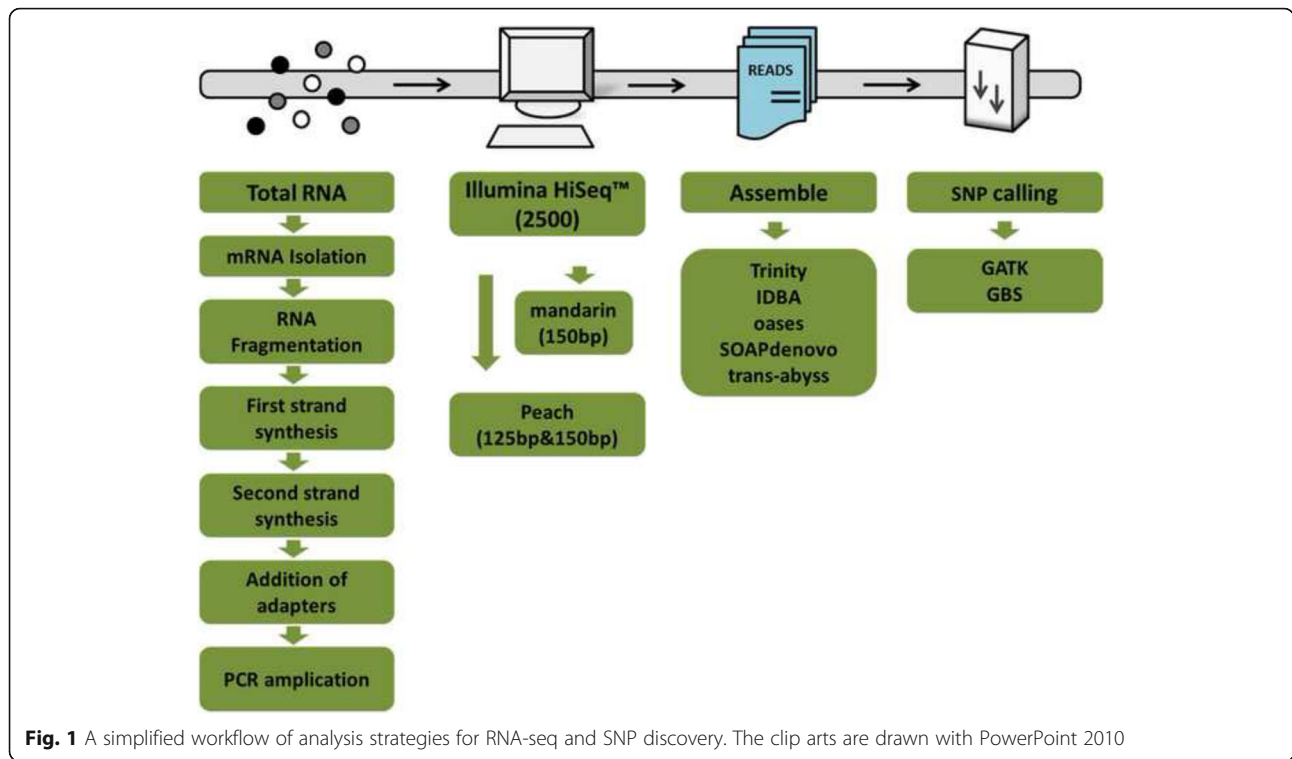 READS
Total RNA
mRNA Isolation
RNA
Fragmentation
First strand
synthesis
Second strand
synthesis
Addition of
adapters
PCR amplication
Illumina HiSeq™
(2500)
mandarin
(150bp)
Peach
(125bp&150bp)
Assemble
Trinity
IDBA
oases
SOAPdenovo
trans-abyss
SNP calling
GATK
GBS
Fig. 1 A simplified workflow of analysis strategies for RNA-seq and SNP discovery. The clip arts are drawn with PowerPoint 2010